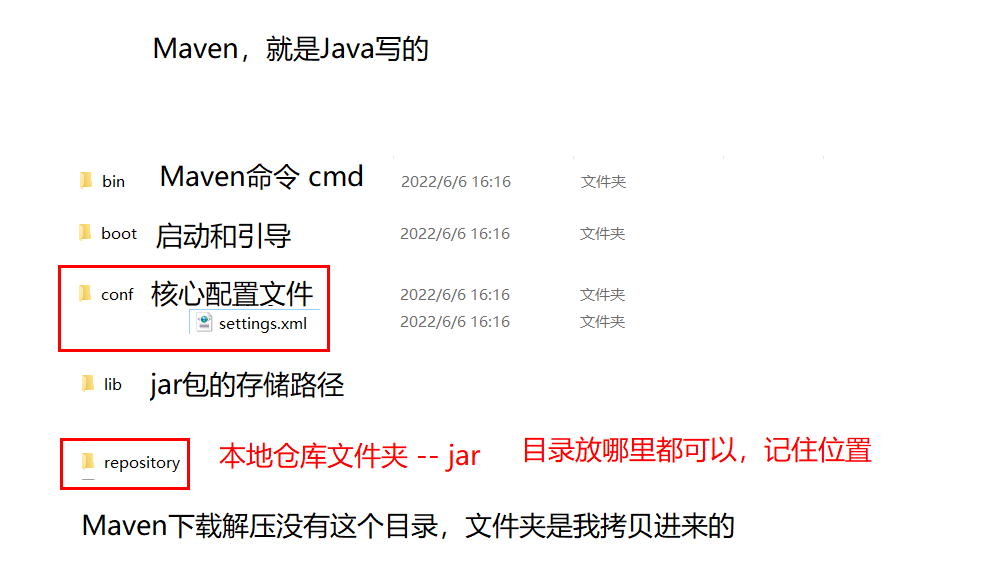 Maven，就是Java写的
bin Maven命令 cmd 2022/6/6 16:16 文件夹
boot 启动和引导 2022/6/6 16:16 文件夹
conf 核心配置文件 2022/6/6 16:16 文件夹
settings.xml 2022/6/6 16:16 文件夹
lib jar包的存储路径
repository 本地仓库文件夹 -- jar 目录放哪里都可以，记住位置
Maven下载解压没有这个目录，文件夹是我拷贝进来的